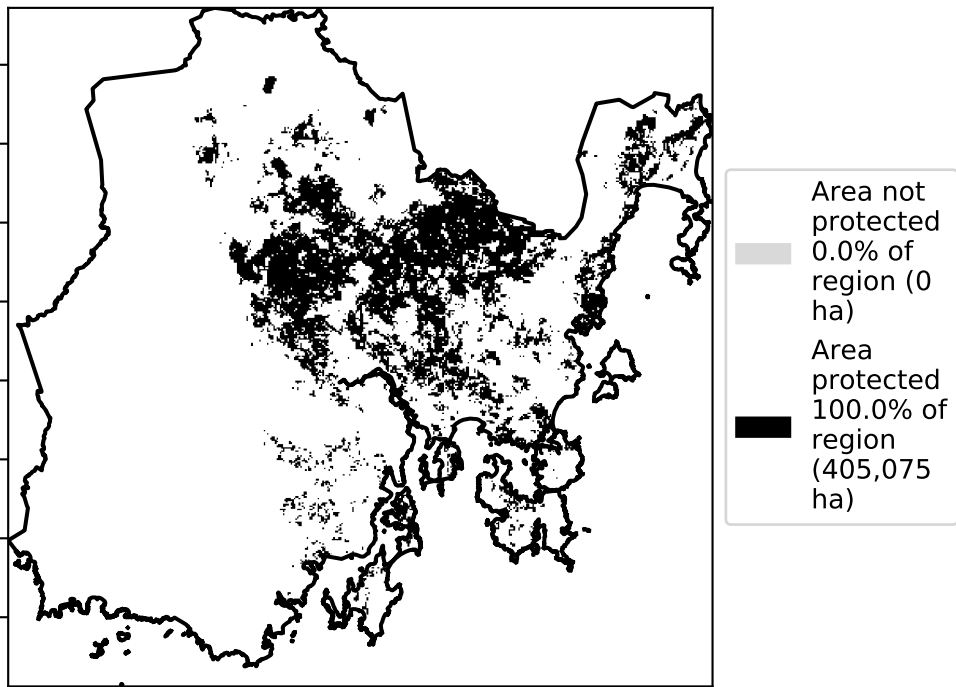 Area not
protected
0.0% of
region (0
ha)
Area
protected
100.0% of
region
(405,075
ha)